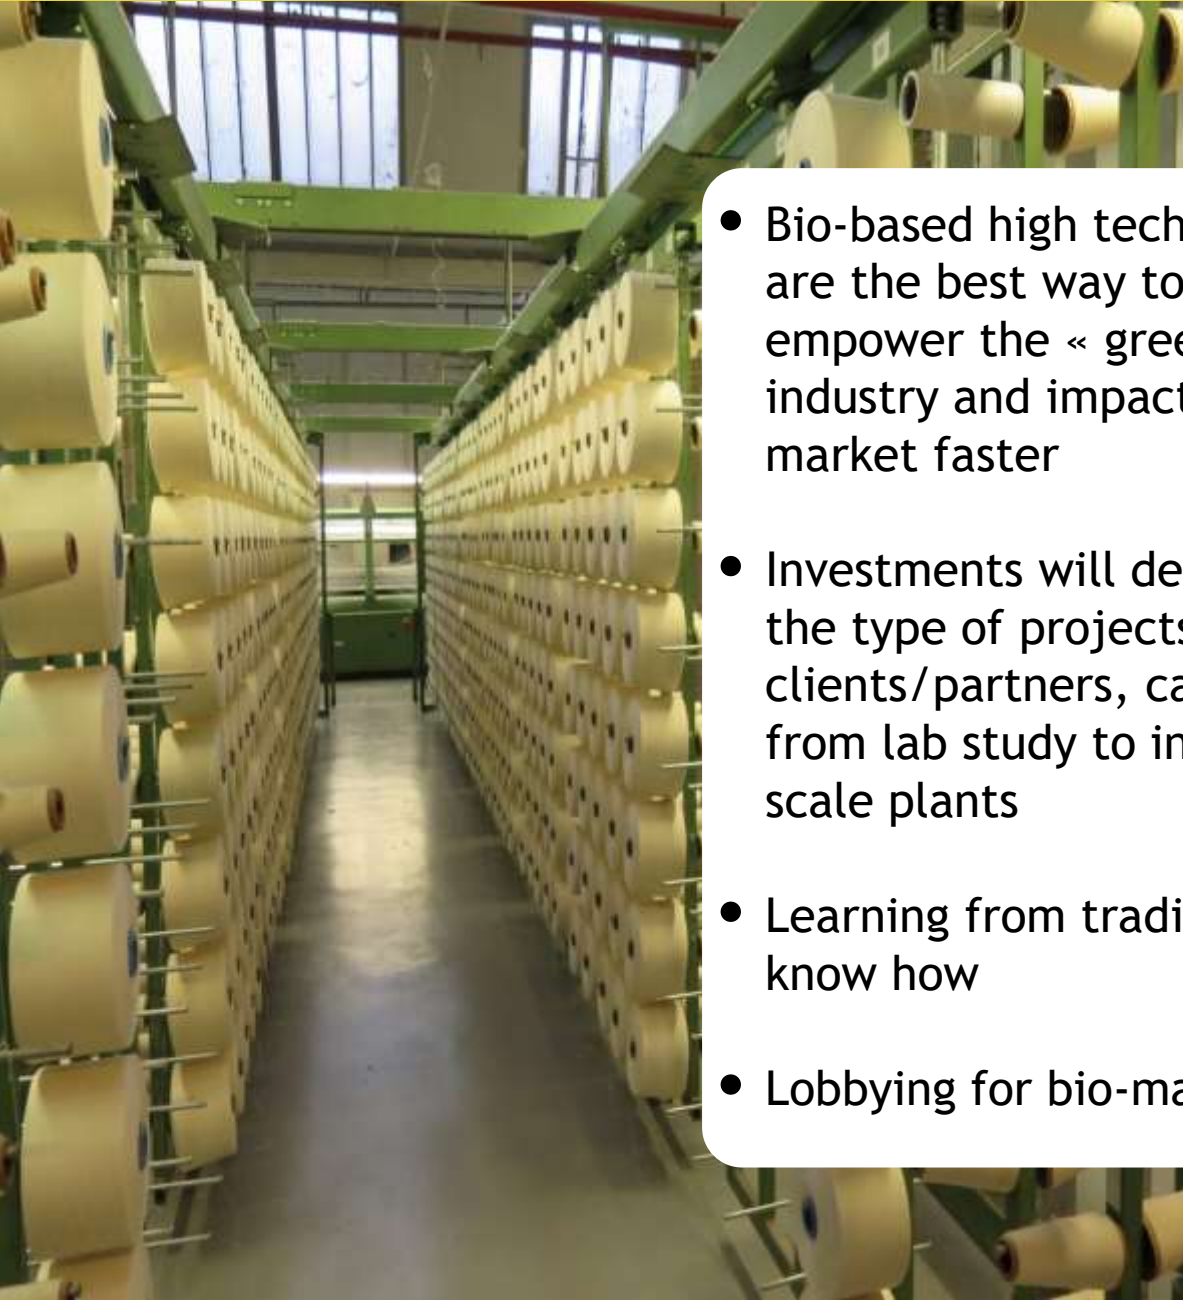 • Bio-based high tech
are the best way to
empower the « gree
industry and impact
market faster
• Investments will de
the type of projects
clients/partners, ca
from lab study to in
scale plants
• Learning from tradi
know how
• Lobbying for bio-ma